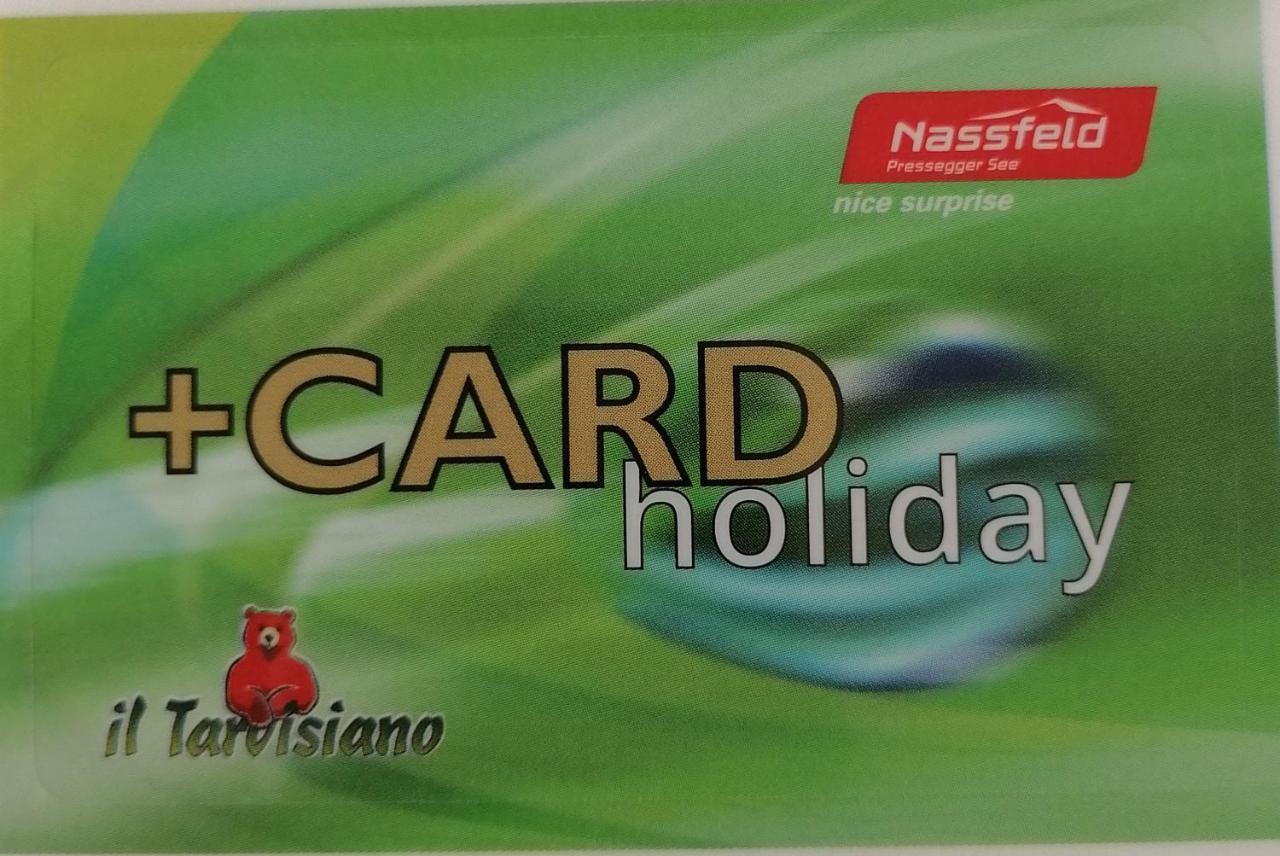 Nassfeld
Pressegger See
nice surprise
+CARD
holiday
il Tarvisiano